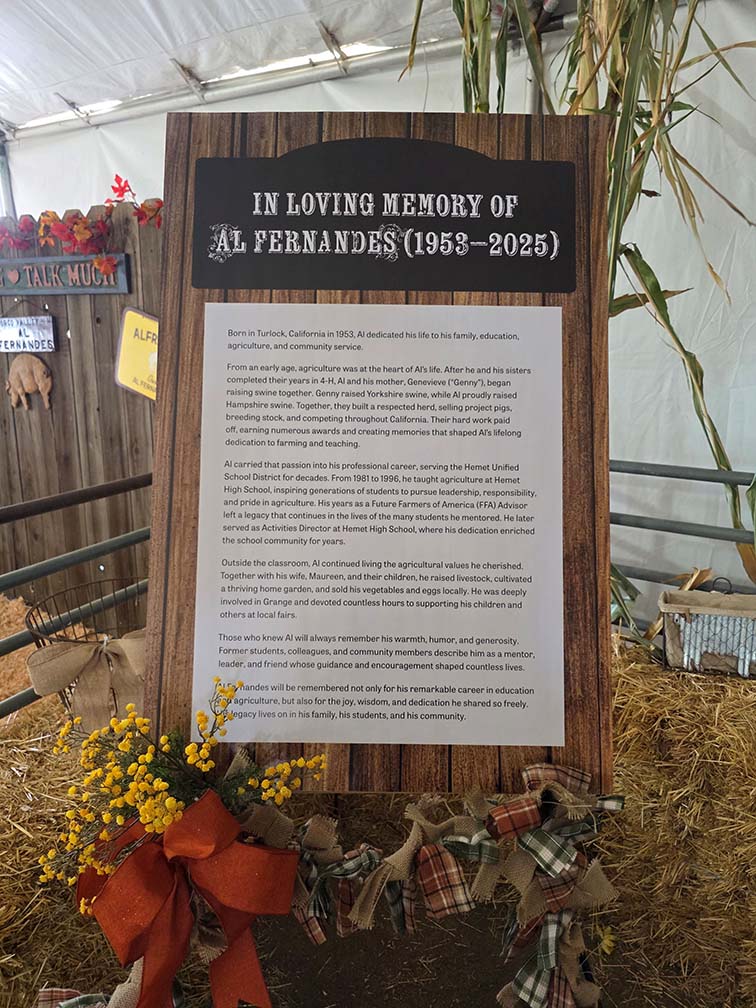 IN LOVING MEMORY OF
AL FERNANDES (1953–2025)
TALK MUCH
AL
FERNANDES
ALFR
Born in Turlock, California in 1953, Al dedicated his life to his family, education,
agriculture, and community service.
From an early age, agriculture was at the heart of Al's life. After he and his sisters
completed their years in 4-H, Al and his mother, Genevieve ("Genny"), began
raising swine together. Genny raised Yorkshire swine, while Al proudly raised
Hampshire swine. Together, they built a respected herd, selling project pigs,
breeding stock, and competing throughout California. Their hard work paid
off, earning numerous awards and creating memories that shaped Al's lifelong
dedication to farming and teaching.
Al carried that passion into his professional career, serving the Hemet Unified
School District for decades. From 1981 to 1996, he taught agriculture at Hemet
High School, inspiring generations of students to pursue leadership, responsibility,
and pride in agriculture. His years as a Future Farmers of America (FFA) Advisor
left a legacy that continues in the lives of the many students he mentored. He later
served as Activities Director at Hemet High School, where his dedication enriched
the school community for years.
Outside the classroom, Al continued living the agricultural values he cherished.
Together with his wife, Maureen, and their children, he raised livestock, cultivated
a thriving home garden, and sold his vegetables and eggs locally. He was deeply
involved in Grange and devoted countless hours to supporting his children and
others at local fairs.
Those who knew Al will always remember his warmth, humor, and generosity.
Former students, colleagues, and community members describe him as a mentor,
leader, and friend whose guidance and encouragement shaped countless lives.
Al Fernandes will be remembered not only for his remarkable career in education
and agriculture, but also for the joy, wisdom, and dedication he shared so freely.
His legacy lives on in his family, his students, and his community.